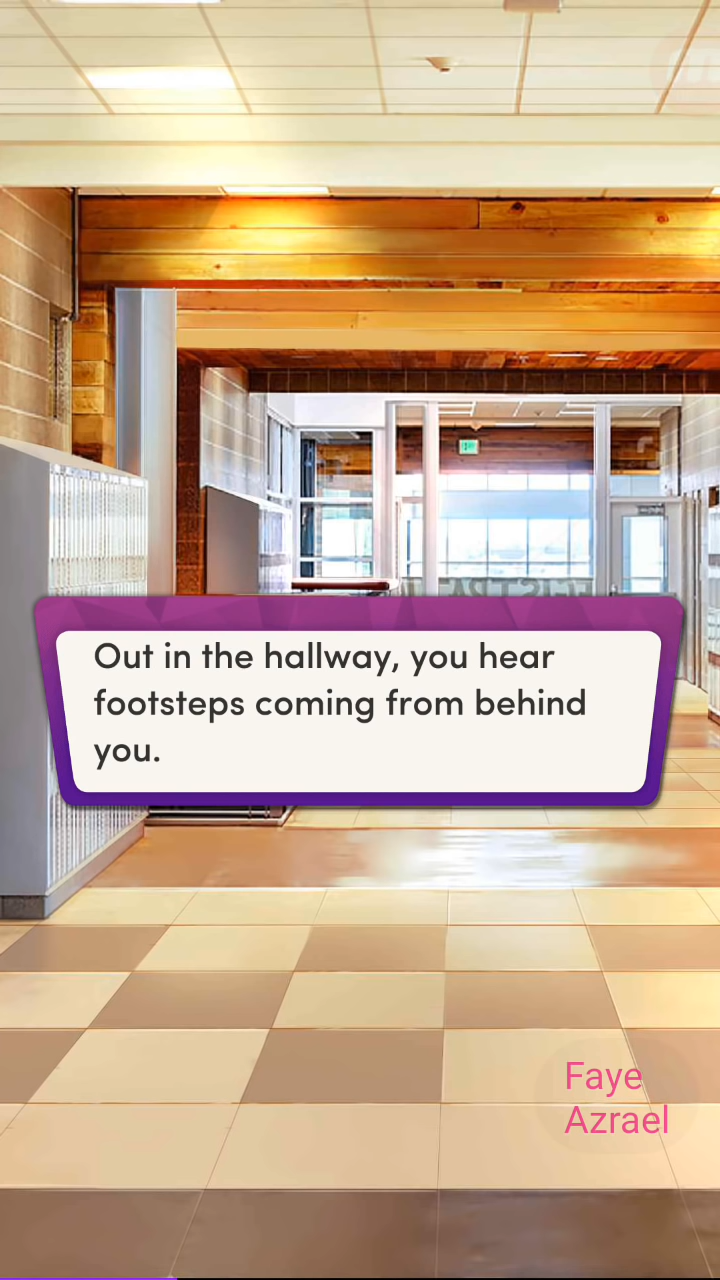 Out in the hallway, you hear
footsteps coming from behind
you.
Faye
Azrael